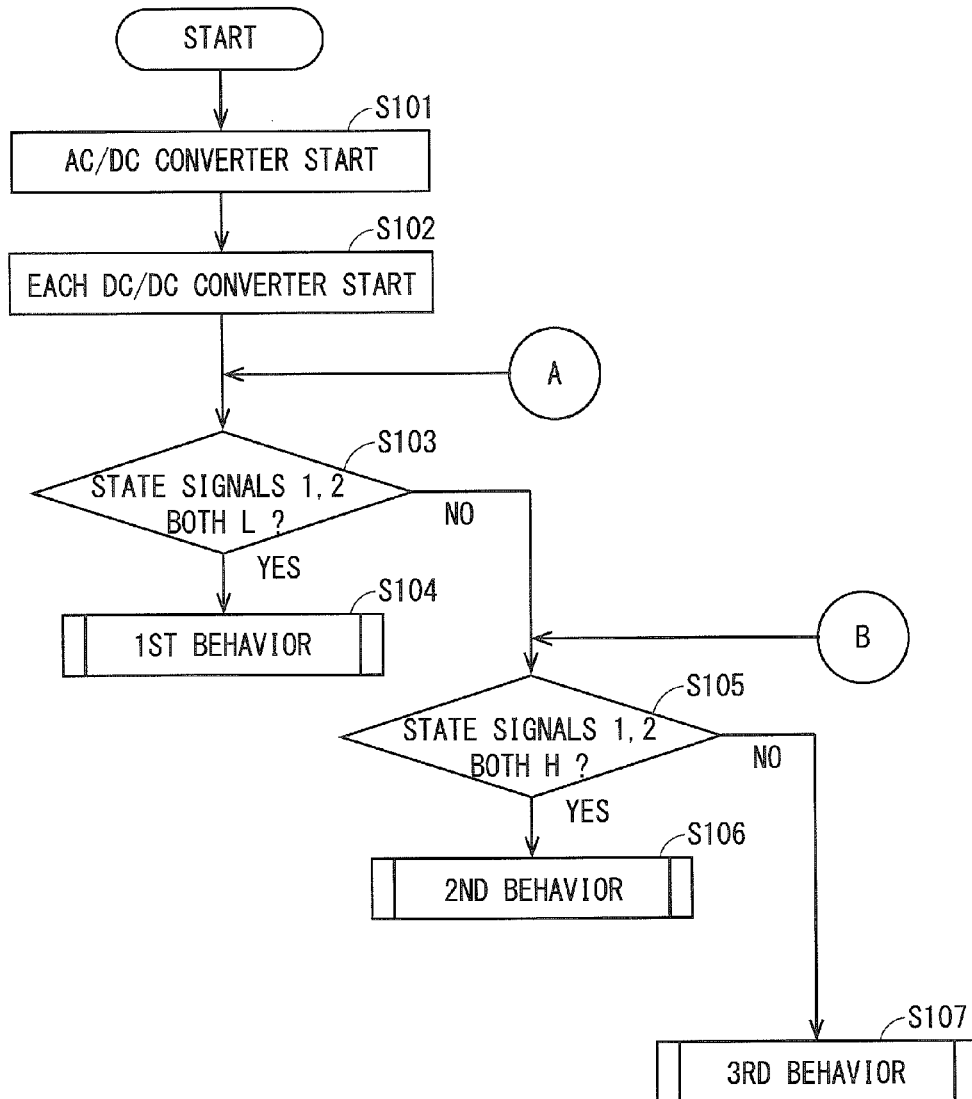 START
S101
AC/DC CONVERTER START
S102
EACH DC/DC CONVERTER START
A
S103
STATE SIGNALS 1,2
BOTH L ?
NO
YES
S104
1ST BEHAVIOR
B
S105
STATE SIGNALS 1,2
BOTH H ?
NO
YES
S106
2ND BEHAVIOR
S107
3RD BEHAVIOR